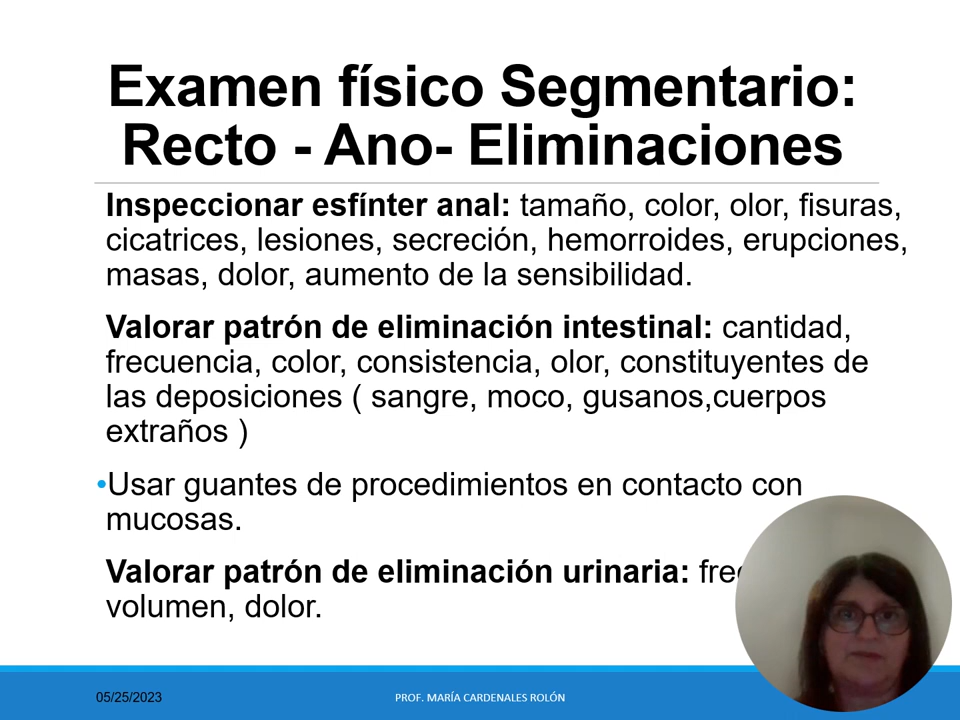 Examen físico Segmentario:
Recto - Ano- Eliminaciones
Inspeccionar esfínter anal: tamaño, color, olor, fisuras,
cicatrices, lesiones, secreción, hemorroides, erupciones,
masas, dolor, aumento de la sensibilidad.
Valorar patrón de eliminación intestinal: cantidad,
frecuencia, color, consistencia, olor, constituyentes de
las deposiciones ( sangre, moco, gusanos,cuerpos
extraños )
•Usar guantes de procedimientos en contacto con
mucosas.
Valorar patrón de eliminación urinaria:
volumen, dolor.
05/25/2023
PROF. MARÍA CARDENALES ROLÓN